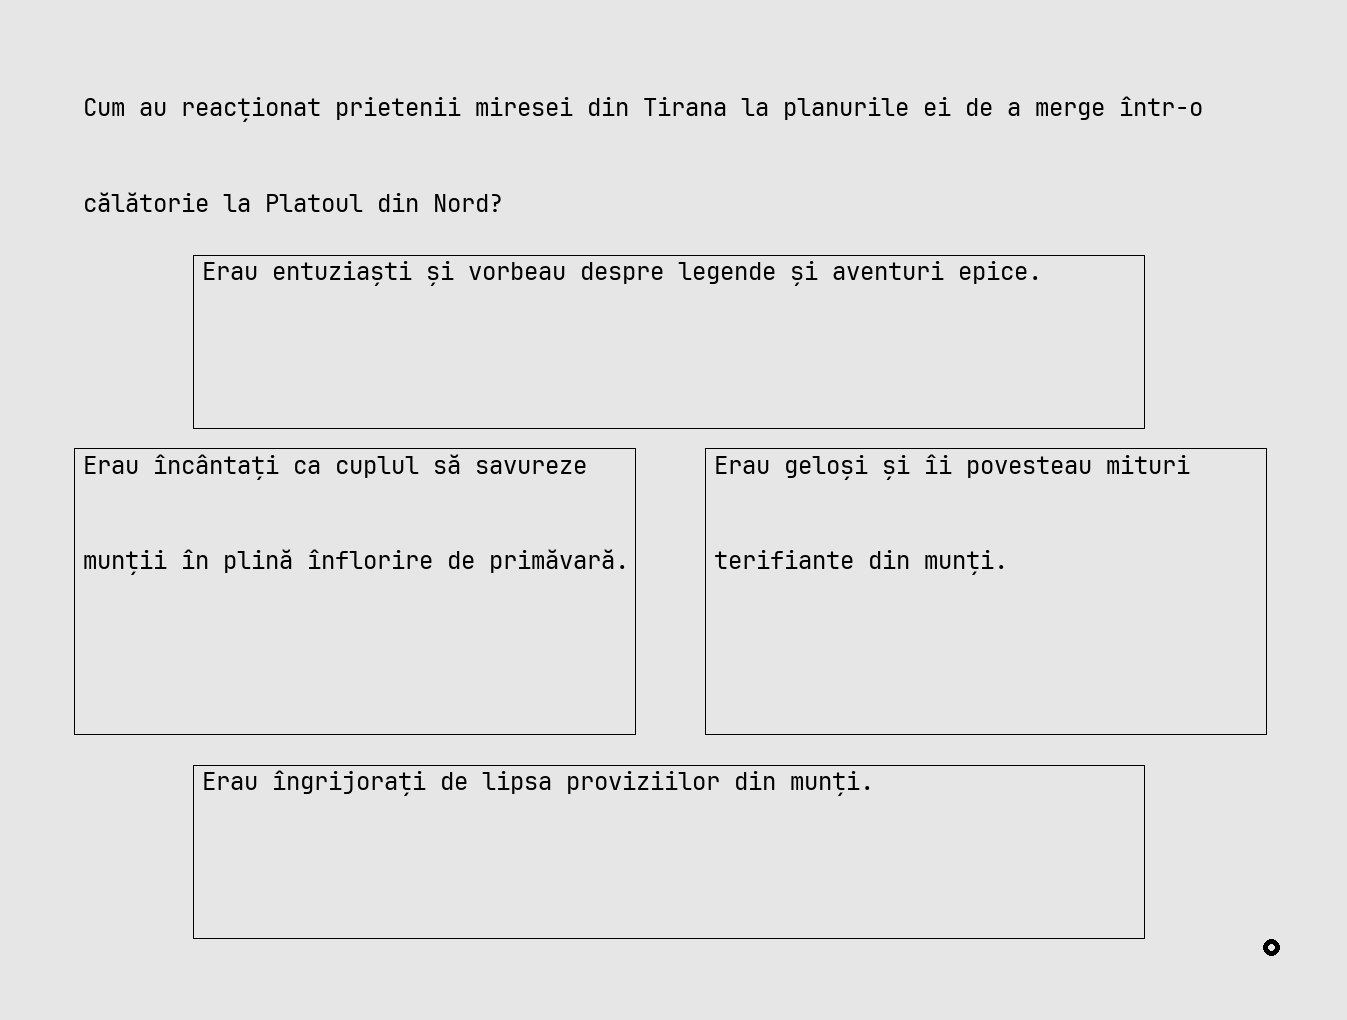 Cum au reacționat prietenii miresei din Tirana la planurile ei de a merge într-o
călătorie la Platoul din Nord?
Erau entuziaști și vorbeau despre legende și aventuri epice.
Erau încântați ca cuplul să savureze
munții în plină înflorire de primăvară.
Erau geloși și îi povesteau mituri
terifiante din munți.
Erau îngrijorați de lipsa proviziilor din munți.